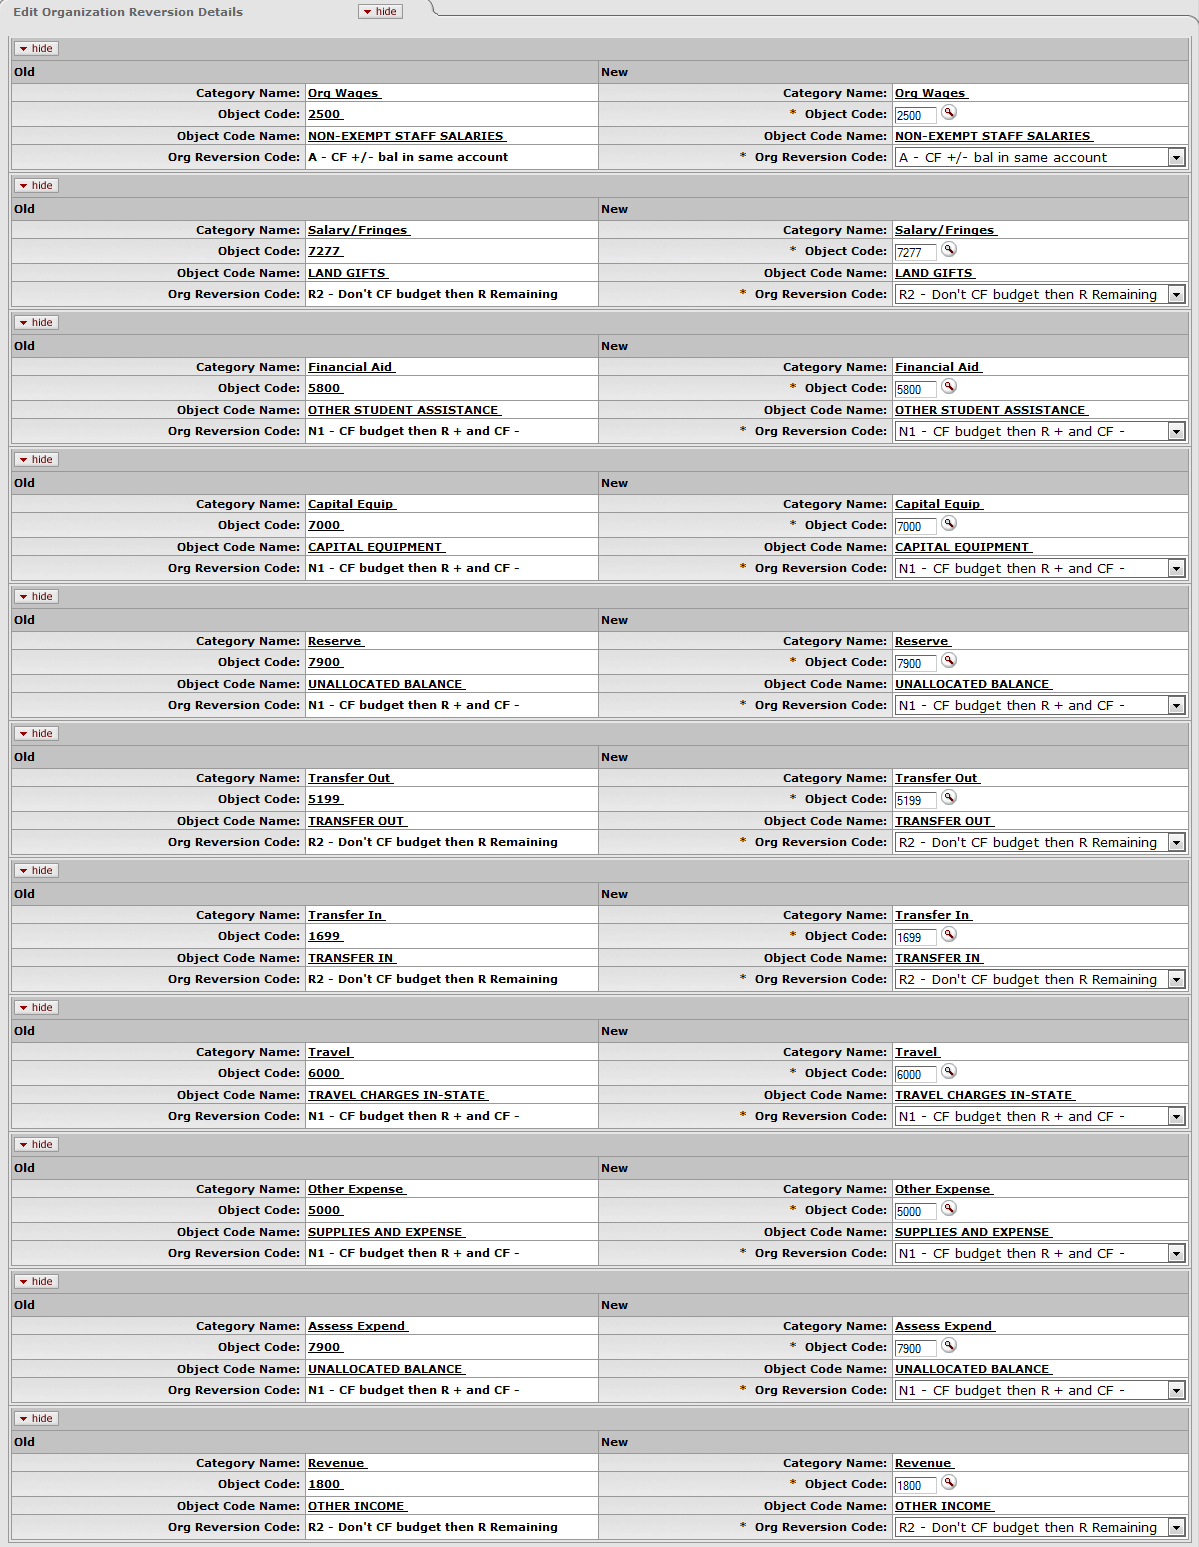 Edit Organization Reversion Details hide
hide
Old New
Category Name: Org Wages Category Name: Org Wages
Object Code: 2500 * Object Code: 2500
Object Code Name: NON-EXEMPT STAFF SALARIES Object Code Name: NON-EXEMPT STAFF SALARIES
Org Reversion Code: A - CF +/- bal in same account * Org Reversion Code: A - CF +/- bal in same account
hide
Old New
Category Name: Salary/Fringes Category Name: Salary/Fringes
Object Code: 7277 * Object Code: 7277
Object Code Name: LAND GIFTS Object Code Name: LAND GIFTS
Org Reversion Code: R2 - Don't CF budget then R Remaining * Org Reversion Code: R2 - Don't CF budget then R Remaining
hide
Old New
Category Name: Financial Aid Category Name: Financial Aid
Object Code: 5800 * Object Code: 5800
Object Code Name: OTHER STUDENT ASSISTANCE Object Code Name: OTHER STUDENT ASSISTANCE
Org Reversion Code: N1 - CF budget then R + and CF - * Org Reversion Code: N1 - CF budget then R + and CF -
hide
Old New
Category Name: Capital Equip Category Name: Capital Equip
Object Code: 7000 * Object Code: 7000
Object Code Name: CAPITAL EQUIPMENT Object Code Name: CAPITAL EQUIPMENT
Org Reversion Code: N1 - CF budget then R + and CF - * Org Reversion Code: N1 - CF budget then R + and CF -
hide
Old New
Category Name: Reserve Category Name: Reserve
Object Code: 7900 * Object Code: 7900
Object Code Name: UNALLOCATED BALANCE Object Code Name: UNALLOCATED BALANCE
Org Reversion Code: N1 - CF budget then R + and CF - * Org Reversion Code: N1 - CF budget then R + and CF -
hide
Old New
Category Name: Transfer Out Category Name: Transfer Out
Object Code: 5199 * Object Code: 5199
Object Code Name: TRANSFER OUT Object Code Name: TRANSFER OUT
Org Reversion Code: R2 - Don't CF budget then R Remaining * Org Reversion Code: R2 - Don't CF budget then R Remaining
hide
Old New
Category Name: Transfer In Category Name: Transfer In
Object Code: 1699 * Object Code: 1699
Object Code Name: TRANSFER IN Object Code Name: TRANSFER IN
Org Reversion Code: R2 - Don't CF budget then R Remaining * Org Reversion Code: R2 - Don't CF budget then R Remaining
hide
Old New
Category Name: Travel Category Name: Travel
Object Code: 6000 * Object Code: 6000
Object Code Name: TRAVEL CHARGES IN-STATE Object Code Name: TRAVEL CHARGES IN-STATE
Org Reversion Code: N1 - CF budget then R + and CF - * Org Reversion Code: N1 - CF budget then R + and CF -
hide
Old New
Category Name: Other Expense Category Name: Other Expense
Object Code: 5000 * Object Code: 5000
Object Code Name: SUPPLIES AND EXPENSE Object Code Name: SUPPLIES AND EXPENSE
Org Reversion Code: N1 - CF budget then R + and CF - * Org Reversion Code: N1 - CF budget then R + and CF -
hide
Old New
Category Name: Assess Expend Category Name: Assess Expend
Object Code: 7900 * Object Code: 7900
Object Code Name: UNALLOCATED BALANCE Object Code Name: UNALLOCATED BALANCE
Org Reversion Code: N1 - CF budget then R + and CF - * Org Reversion Code: N1 - CF budget then R + and CF -
hide
Old New
Category Name: Revenue Category Name: Revenue
Object Code: 1800 * Object Code: 1800
Object Code Name: OTHER INCOME Object Code Name: OTHER INCOME
Org Reversion Code: R2 - Don't CF budget then R Remaining * Org Reversion Code: R2 - Don't CF budget then R Remaining